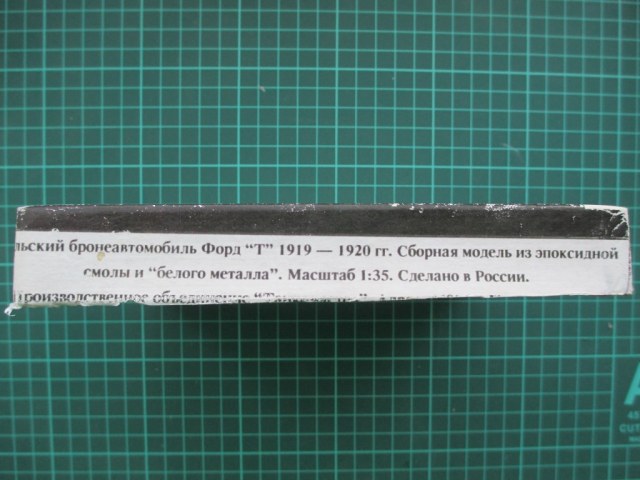 льский бронеавтомобиль Форд “Т” 1919 — 1920 гг. Сборная модель из эпоксидной
смолы и “белого металла”. Масштаб 1:35. Сделано в России.
производственное объединение